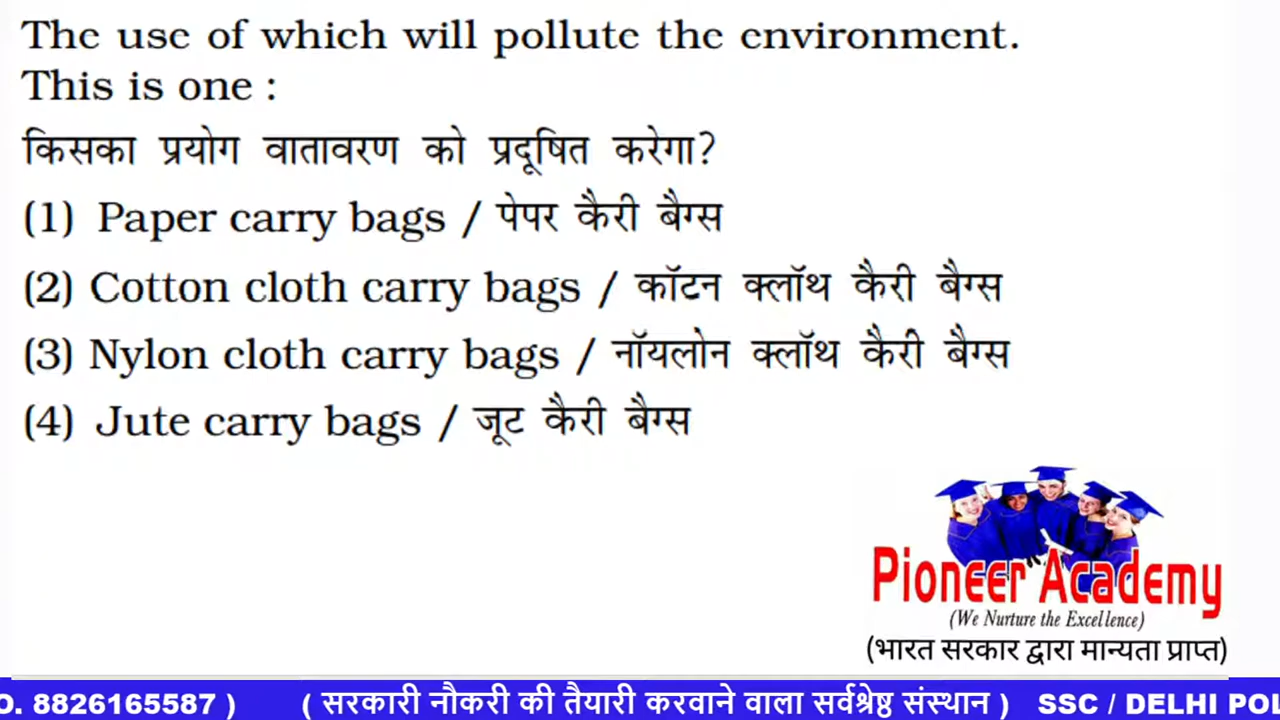 The use of which will pollute the environment.
This is one :
किसका प्रयोग वातावरण को प्रदूषित करेगा?
(1) Paper carry bags / पेपर कैरी बैग्स
(2) Cotton cloth carry bags / कॉटन क्लॉथ कैरी बैग्स
(3) Nylon cloth carry bags / नॉयलोन क्लॉथ कैरी बैग्स
(4) Jute carry bags / जूट कैरी बैग्स
Pioneer Academy
(We Nurture the Excellence)
(भारत सरकार द्वारा मान्यता प्राप्त)
O. 8826165587 ) ( सरकारी नौकरी की तैयारी करवाने वाला सर्वश्रेष्ठ संस्थान ) SSC / DELHI POL